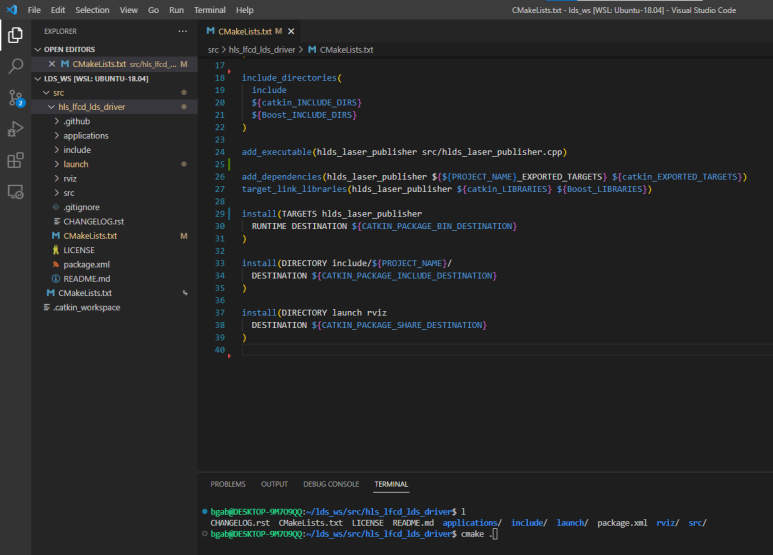 File Edit Selection View Go Run Terminal Help
CMakeLists.txt - lds_ws [WSL: Ubuntu-18.04] - Visual Studio Code
EXPLORER
OPEN EDITORS
CMakeLists.txt src/hls_lfcd_... M
LDS_WS [WSL: UBUNTU-18.04]
src
hls_lfcd_lds_driver
.github
applications
include
launch
rviz
src
.gitignore
CHANGELOG.rst
CMakeLists.txt M
LICENSE
package.xml
README.md
CMakeLists.txt
.catkin_workspace
2
CMakeLists.txt M
src > hls_lfcd_lds_driver > CMakeLists.txt
17
18 include_directories(
19 include
20 ${catkin_INCLUDE_DIRS}
21 ${Boost_INCLUDE_DIRS}
22 )
23
24 add_executable(hlds_laser_publisher src/hlds_laser_publisher.cpp)
25
26 add_dependencies(hlds_laser_publisher ${${PROJECT_NAME}_EXPORTED_TARGETS} ${catkin_EXPORTED_TARGETS})
27 target_link_libraries(hlds_laser_publisher ${catkin_LIBRARIES} ${Boost_LIBRARIES})
28
29 install(TARGETS hlds_laser_publisher
30 RUNTIME DESTINATION ${CATKIN_PACKAGE_BIN_DESTINATION}
31 )
32
33 install(DIRECTORY include/${PROJECT_NAME}/
34 DESTINATION ${CATKIN_PACKAGE_INCLUDE_DESTINATION}
35 )
36
37 install(DIRECTORY launch rviz
38 DESTINATION ${CATKIN_PACKAGE_SHARE_DESTINATION}
39 )
40
PROBLEMS OUTPUT DEBUG CONSOLE TERMINAL
bgab@DESKTOP-9M7O9QQ:~/lds_ws/src/hls_lfcd_lds_driver$ l
CHANGELOG.rst CMakeLists.txt LICENSE README.md applications/ include/ launch/ package.xml rviz/ src/
bgab@DESKTOP-9M7O9QQ:~/lds_ws/src/hls_lfcd_lds_driver$ cmake .